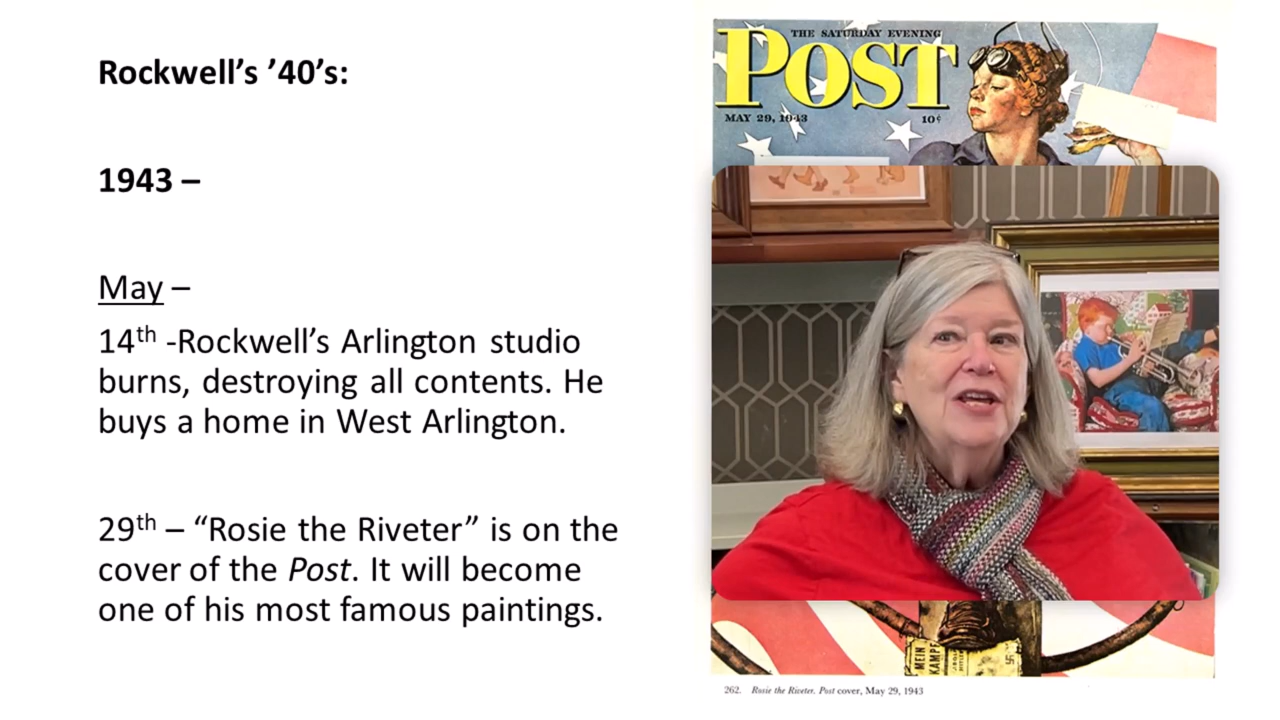 Rockwell’s ’40’s:
1943 –
May –
14th -Rockwell’s Arlington studio
burns, destroying all contents. He
buys a home in West Arlington.
29th – “Rosie the Riveter” is on the
cover of the Post. It will become
one of his most famous paintings.
THE SATURDAY EVENING
POST
MAY 29, 1943 10¢
MEIN
KAMPF
262. Rosie the Riveter. Post cover, May 29, 1943